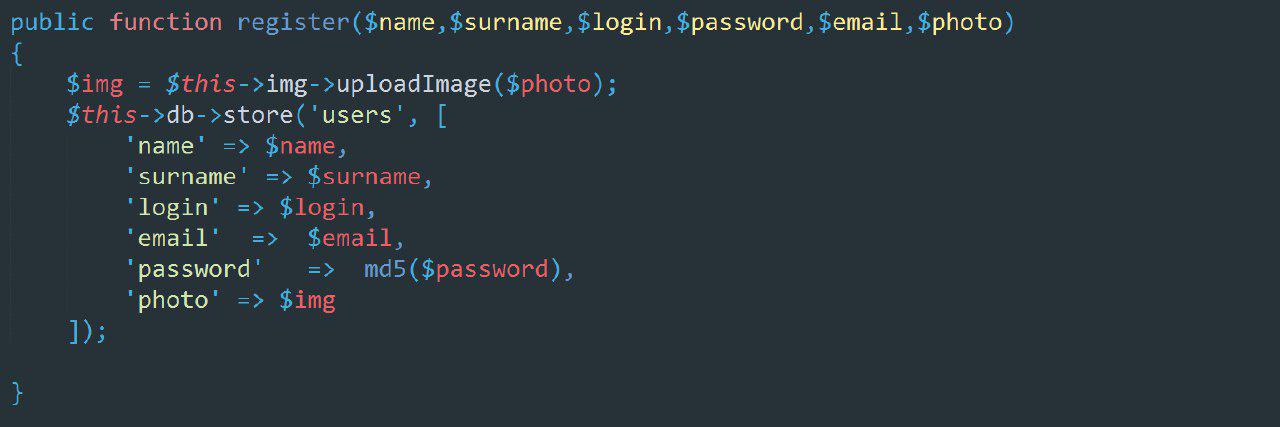 public function register($name,$surname,$login,$password,$email,$photo)
{
    $img = $this->img->uploadImage($photo);
    $this->db->store('users', [
        'name' => $name,
        'surname' => $surname,
        'login' => $login,
        'email'  =>  $email,
        'password'   =>  md5($password),
        'photo' => $img
    ]);
}